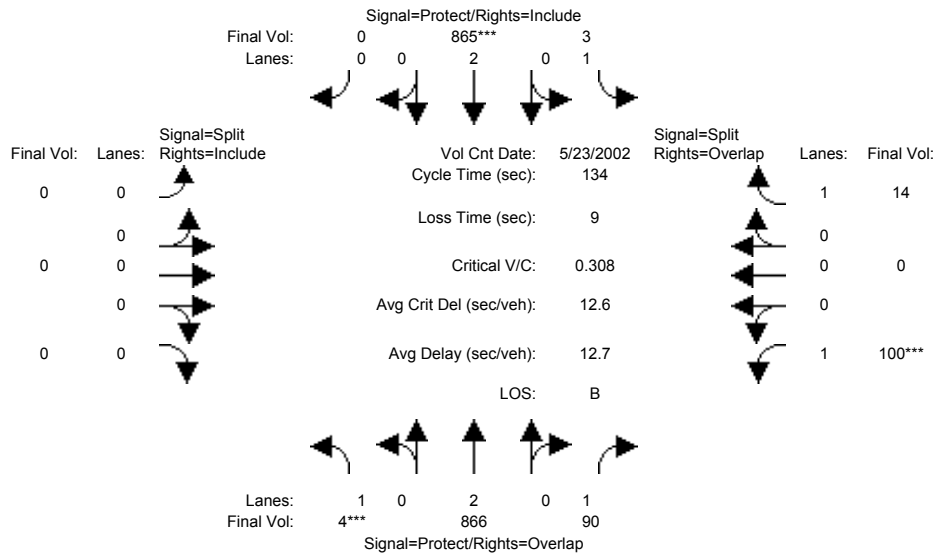 Signal=Protect/Rights=Include
Final Vol: 0 865*** 3
Lanes: 0 0 2 0 1
Signal=Split Signal=Split
Final Vol: Lanes: Rights=Include Vol Cnt Date: 5/23/2002 Rights=Overlap Lanes: Final Vol:
Cycle Time (sec): 134
0 0 1 14
Loss Time (sec): 9
0 0
0 0 Critical V/C: 0.308 0 0
0 Avg Crit Del (sec/veh): 12.6 0
0 0 Avg Delay (sec/veh): 12.7 1 100***
LOS: B
Lanes: 1 0 2 0 1
Final Vol: 4*** 866 90
Signal=Protect/Rights=Overlap